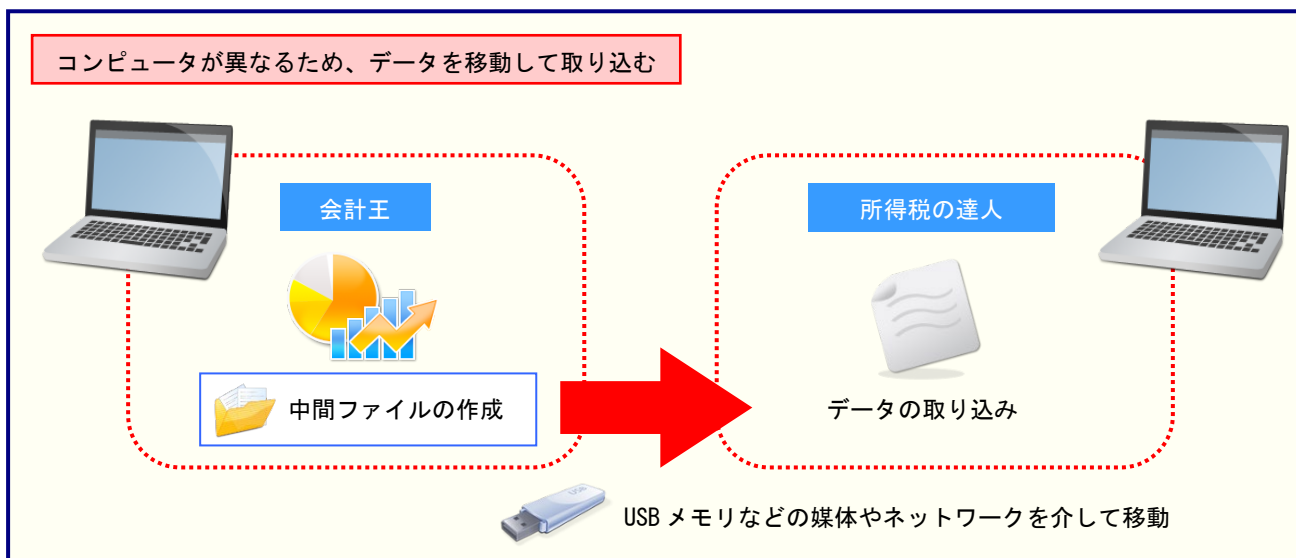 コンピュータが異なるため、データを移動して取り込む
会計王
所得税の達人
中間ファイルの作成
データの取り込み
USB
USB メモリなどの媒体やネットワークを介して移動